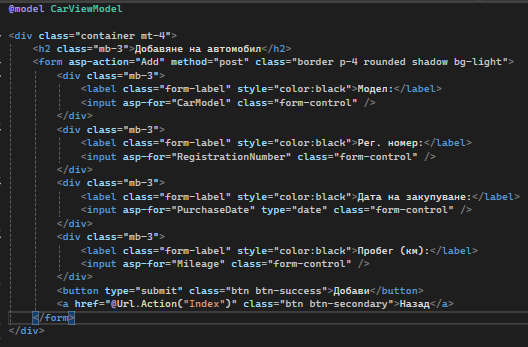 @model CarViewModel
<div class="container mt-4">
<h2 class="mb-3">Добавяне на автомобил</h2>
<form asp-action="Add" method="post" class="border p-4 rounded shadow bg-light">
<div class="mb-3">
<label class="form-label" style="color:black">Модел:</label>
<input asp-for="CarModel" class="form-control" />
</div>
<div class="mb-3">
<label class="form-label" style="color:black">Рег. номер:</label>
<input asp-for="RegistrationNumber" class="form-control" />
</div>
<div class="mb-3">
<label class="form-label" style="color:black">Дата на закупуване:</label>
<input asp-for="PurchaseDate" type="date" class="form-control" />
</div>
<div class="mb-3">
<label class="form-label" style="color:black">Пробег (км):</label>
<input asp-for="Mileage" class="form-control" />
</div>
<button type="submit" class="btn btn-success">Добави</button>
<a href="@Url.Action("Index")" class="btn btn-secondary">Назад</a>
</form>
</div>